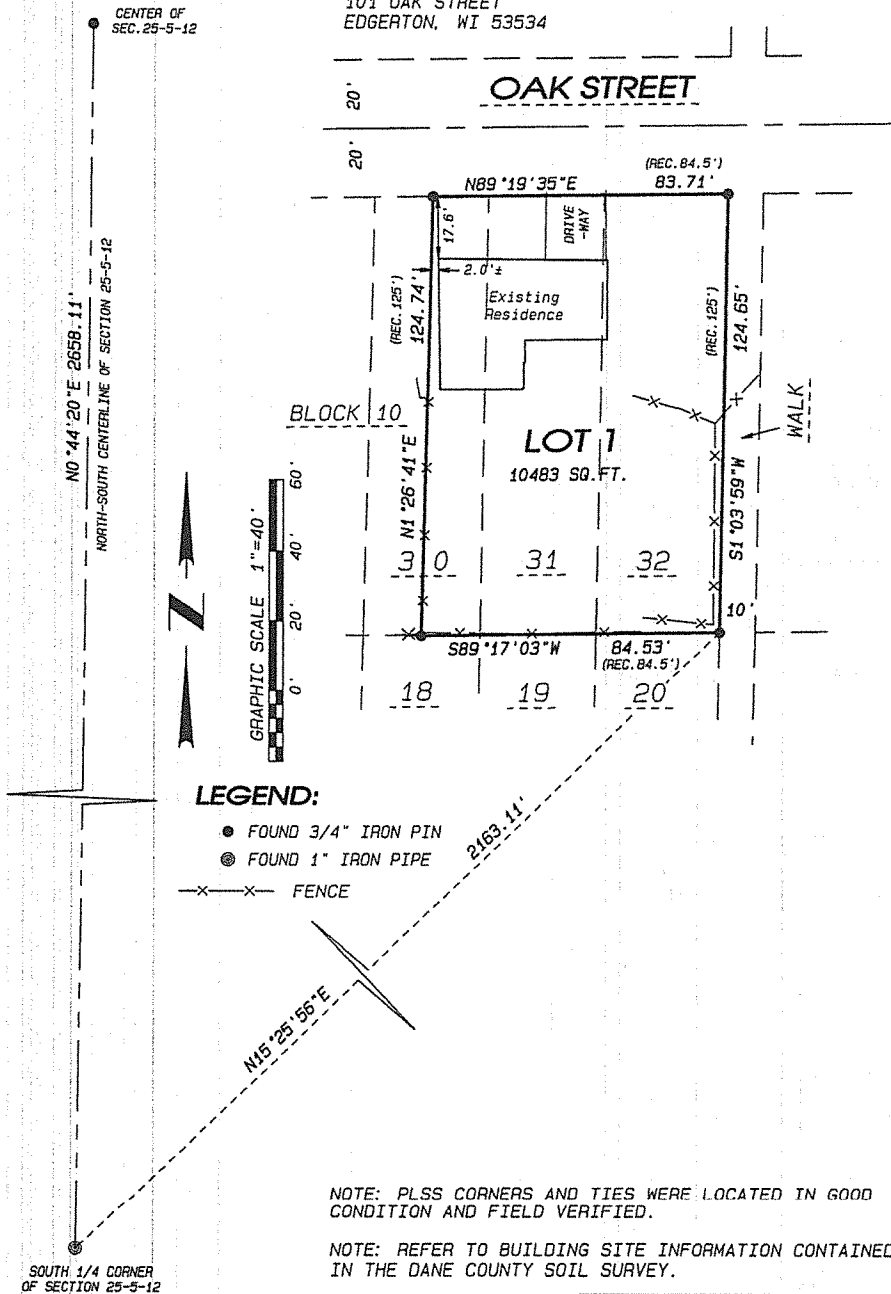 CENTER OF
SEC. 25-5-12
101 OAK STREET
EDGERTON, WI 53534
20'
OAK STREET
20'
(REC. 84.5')
N89°19'35"E 83.71'
17.6'
DRIVE
-WAY
2.0'±
Existing
Residence
(REC. 125')
124.74'
(REC. 125')
124.65'
N0°44'20"E 2658.11'
NORTH-SOUTH CENTERLINE OF SECTION 25-5-12
BLOCK 10
WALK
LOT 1
10483 SQ.FT.
N1°26'41"E
S1°03'59"W
30 31 32
10'
S89°17'03"W 84.53'
(REC. 84.5')
18 19 20
Z
GRAPHIC SCALE 1"=40'
0' 20' 40' 60'
LEGEND:
FOUND 3/4" IRON PIN
FOUND 1" IRON PIPE
FENCE
2163.11'
N15°25'56"E
NOTE: PLSS CORNERS AND TIES WERE LOCATED IN GOOD
CONDITION AND FIELD VERIFIED.
NOTE: REFER TO BUILDING SITE INFORMATION CONTAINED
IN THE DANE COUNTY SOIL SURVEY.
SOUTH 1/4 CORNER
OF SECTION 25-5-12